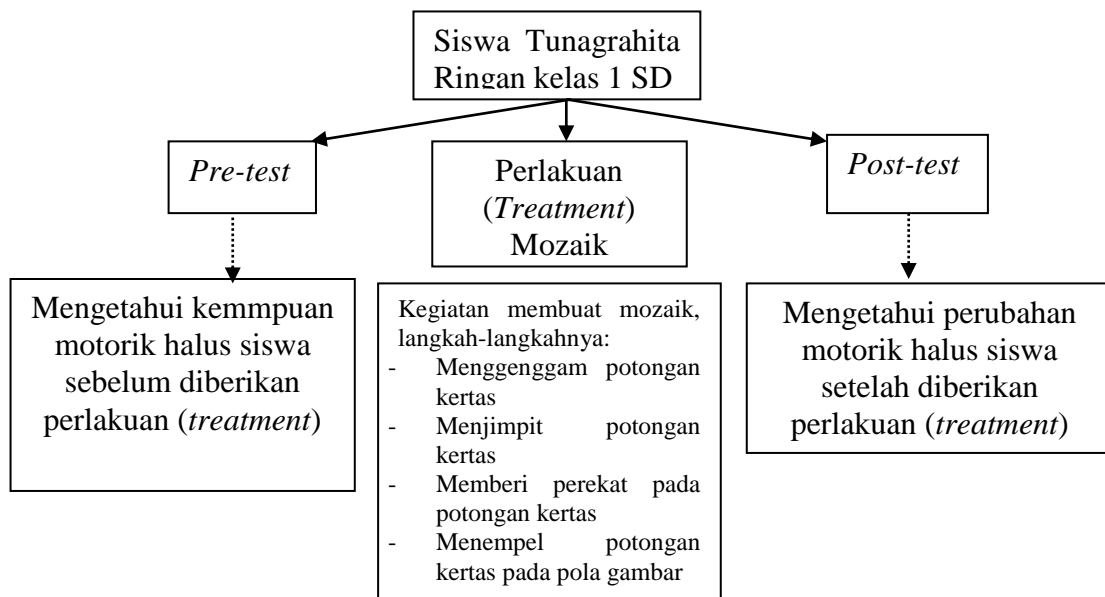 Siswa Tunagrahita
Ringan kelas 1 SD
Pre-test
Perlakuan
(Treatment)
Mozaik
Post-test
Mengetahui kemmpuan
motorik halus siswa
sebelum diberikan
perlakuan (treatment)
Kegiatan membuat mozaik,
langkah-langkahnya:
- Menggenggam potongan
kertas
- Menjimpit potongan
kertas
- Memberi perekat pada
potongan kertas
- Menempel potongan
kertas pada pola gambar
Mengetahui perubahan
motorik halus siswa
setelah diberikan
perlakuan (treatment)